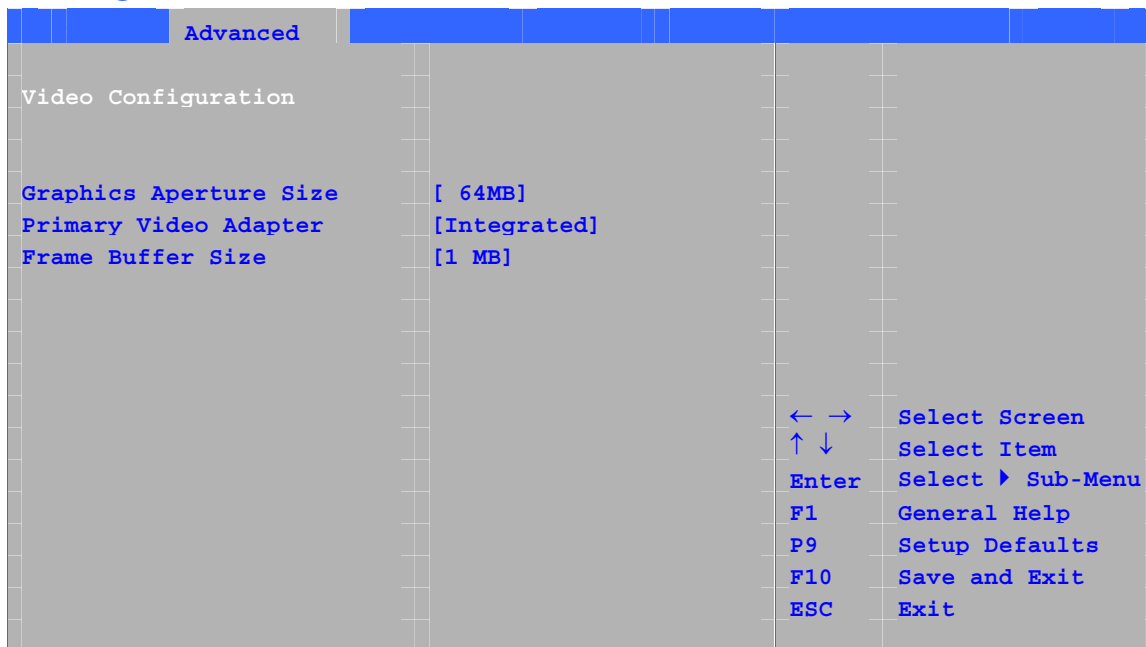 Advanced
Video Configuration
Graphics Aperture Size [ 64MB]
Primary Video Adapter [Integrated]
Frame Buffer Size [1 MB]
← → Select Screen
↑ ↓ Select Item
Enter Select ▶ Sub-Menu
F1 General Help
P9 Setup Defaults
F10 Save and Exit
ESC Exit